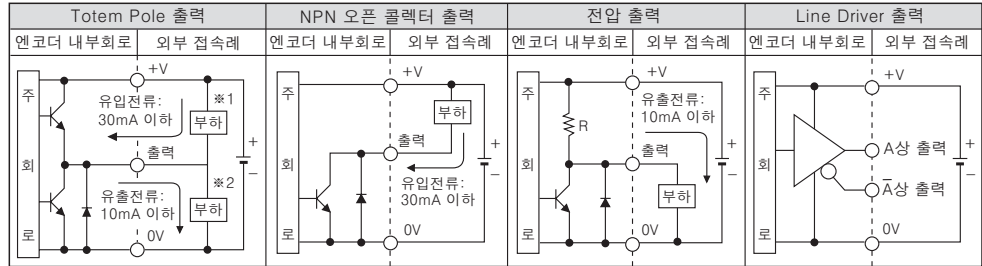 Totem Pole 출력
NPN 오픈 콜렉터 출력
전압 출력
Line Driver 출력
엔코더 내부회로
외부 접속례
엔코더 내부회로
외부 접속례
엔코더 내부회로
외부 접속례
엔코더 내부회로
외부 접속례
주
회
로
+V
유입전류:
30mA 이하
※1
부하
출력
+
−
유출전류:
10mA 이하
※2
부하
0V
주
회
로
+V
부하
출력
+
−
유입전류:
30mA 이하
0V
주
회
로
+V
R
유출전류:
10mA 이하
출력
+
−
부하
0V
주
회
로
+V
A상 출력
+
−
A̅상 출력
0V